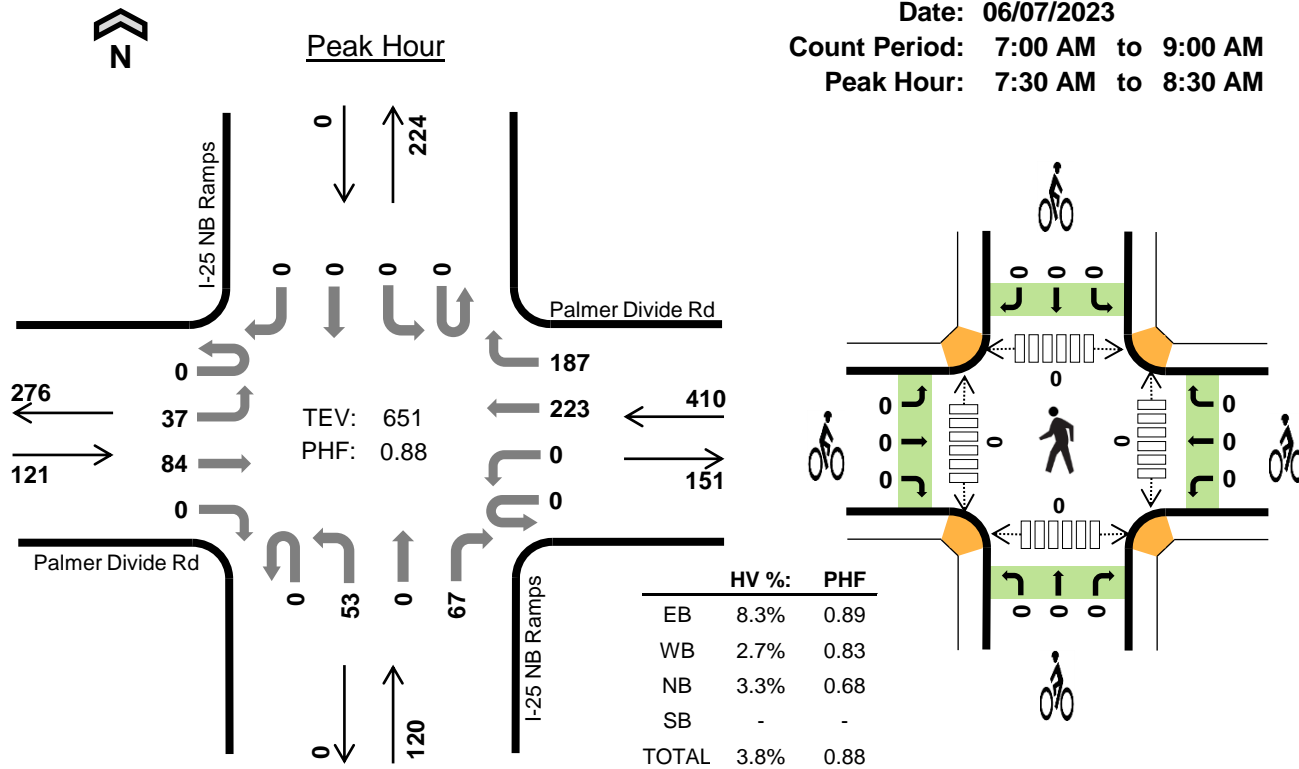 N
Peak Hour
Date: 06/07/2023
Count Period: 7:00 AM to 9:00 AM
Peak Hour: 7:30 AM to 8:30 AM
0
224
I-25 NB Ramps
0 0 0 0
Palmer Divide Rd
0
187
276
37
TEV: 651
223
410
84
PHF: 0.88
0
121
151
0
0
Palmer Divide Rd
0 53 0 67
I-25 NB Ramps
0
120
HV %: PHF
EB 8.3% 0.89
WB 2.7% 0.83
NB 3.3% 0.68
SB - -
TOTAL 3.8% 0.88
0 0 0
0
0 0
0 0 0 0
0 0
0
0 0 0